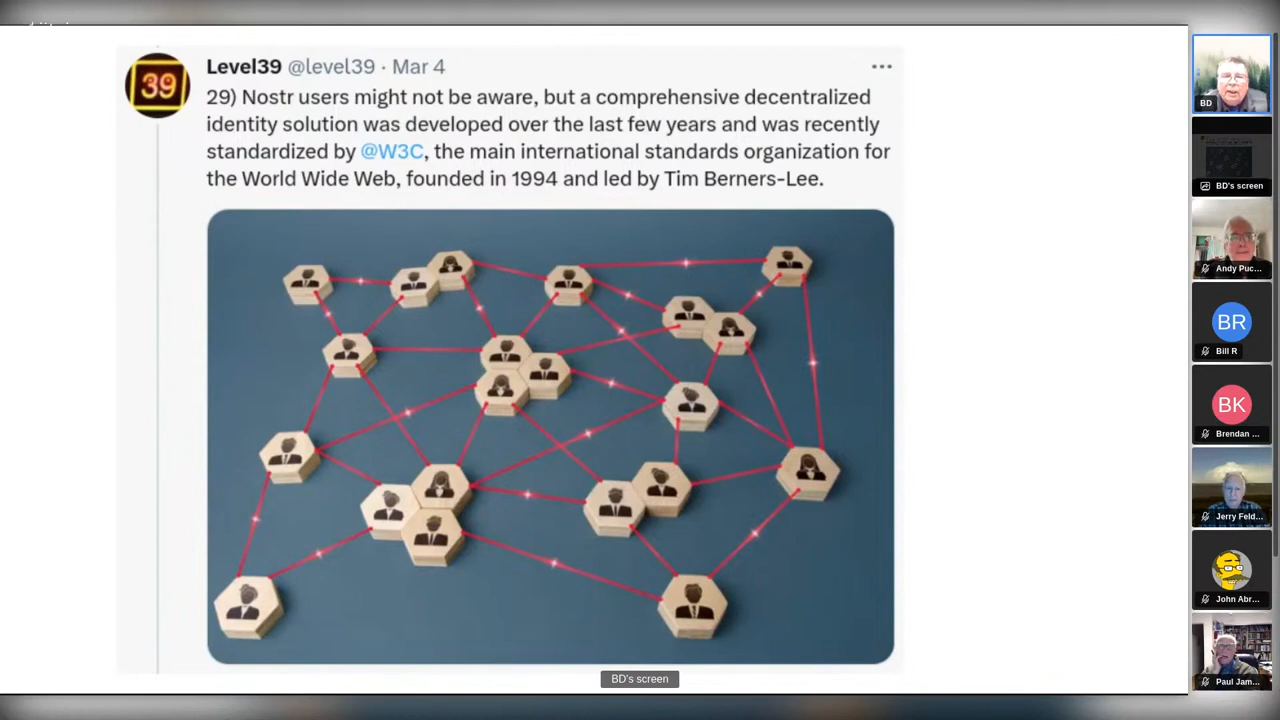 39
Level39 @level39 · Mar 4
29) Nostr users might not be aware, but a comprehensive decentralized
identity solution was developed over the last few years and was recently
standardized by @W3C, the main international standards organization for
the World Wide Web, founded in 1994 and led by Tim Berners-Lee.
BD's screen
BD
BD's screen
Andy Puc...
BR
Bill R
BK
Brendan ...
Jerry Feld...
John Abr...
Paul Jam...